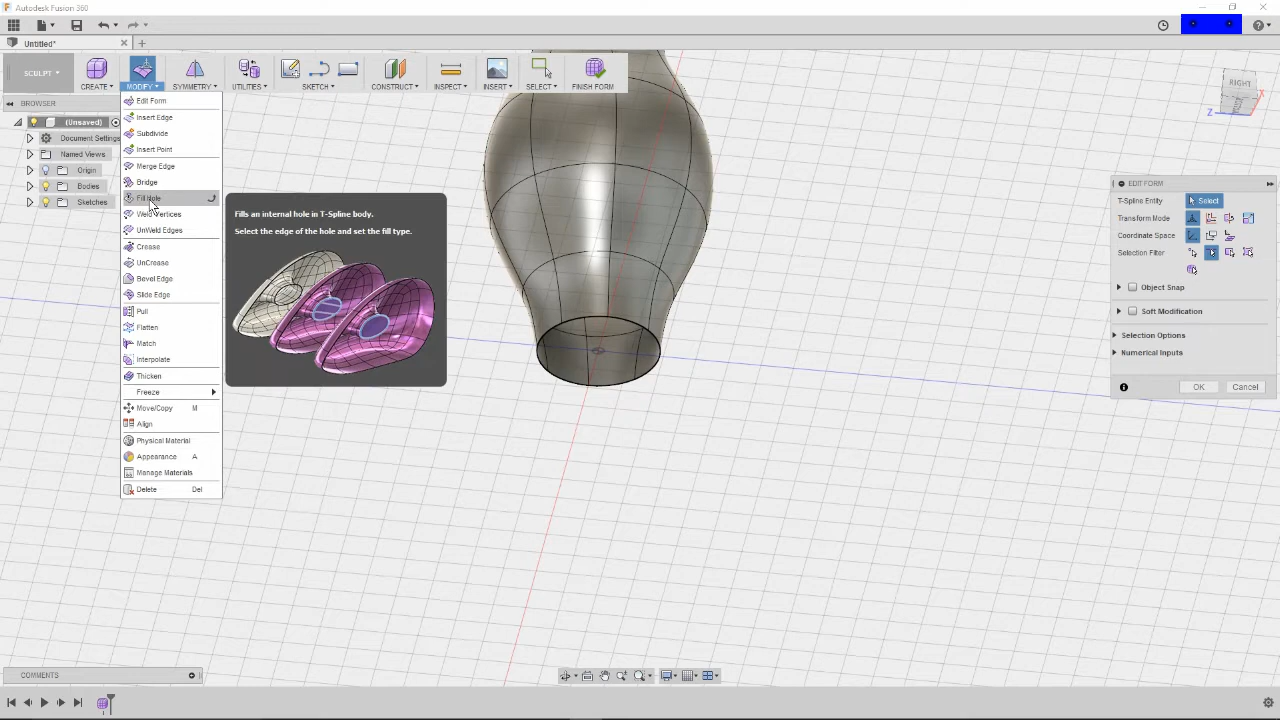 Autodesk Fusion 360
Untitled*
SCULPT
CREATE
MODIFY
SYMMETRY
UTILITIES
SKETCH
CONSTRUCT
INSPECT
INSERT
SELECT
FINISH FORM
BROWSER
(Unsaved)
Document Settings
Named Views
Origin
Bodies
Sketches
Edit Form
Insert Edge
Subdivide
Insert Point
Merge Edge
Bridge
Fill Hole
Weld Vertices
UnWeld Edges
Crease
UnCrease
Bevel Edge
Slide Edge
Pull
Flatten
Match
Interpolate
Thicken
Freeze
Move/Copy M
Align
Physical Material
Appearance A
Manage Materials
Delete Del
Fills an internal hole in T-Spline body.
Select the edge of the hole and set the fill type.
RIGHT
Z
X
EDIT FORM
T-Spline Entity Select
Transform Mode
Coordinate Space
Selection Filter
Object Snap
Soft Modification
Selection Options
Numerical Inputs
OK Cancel
COMMENTS